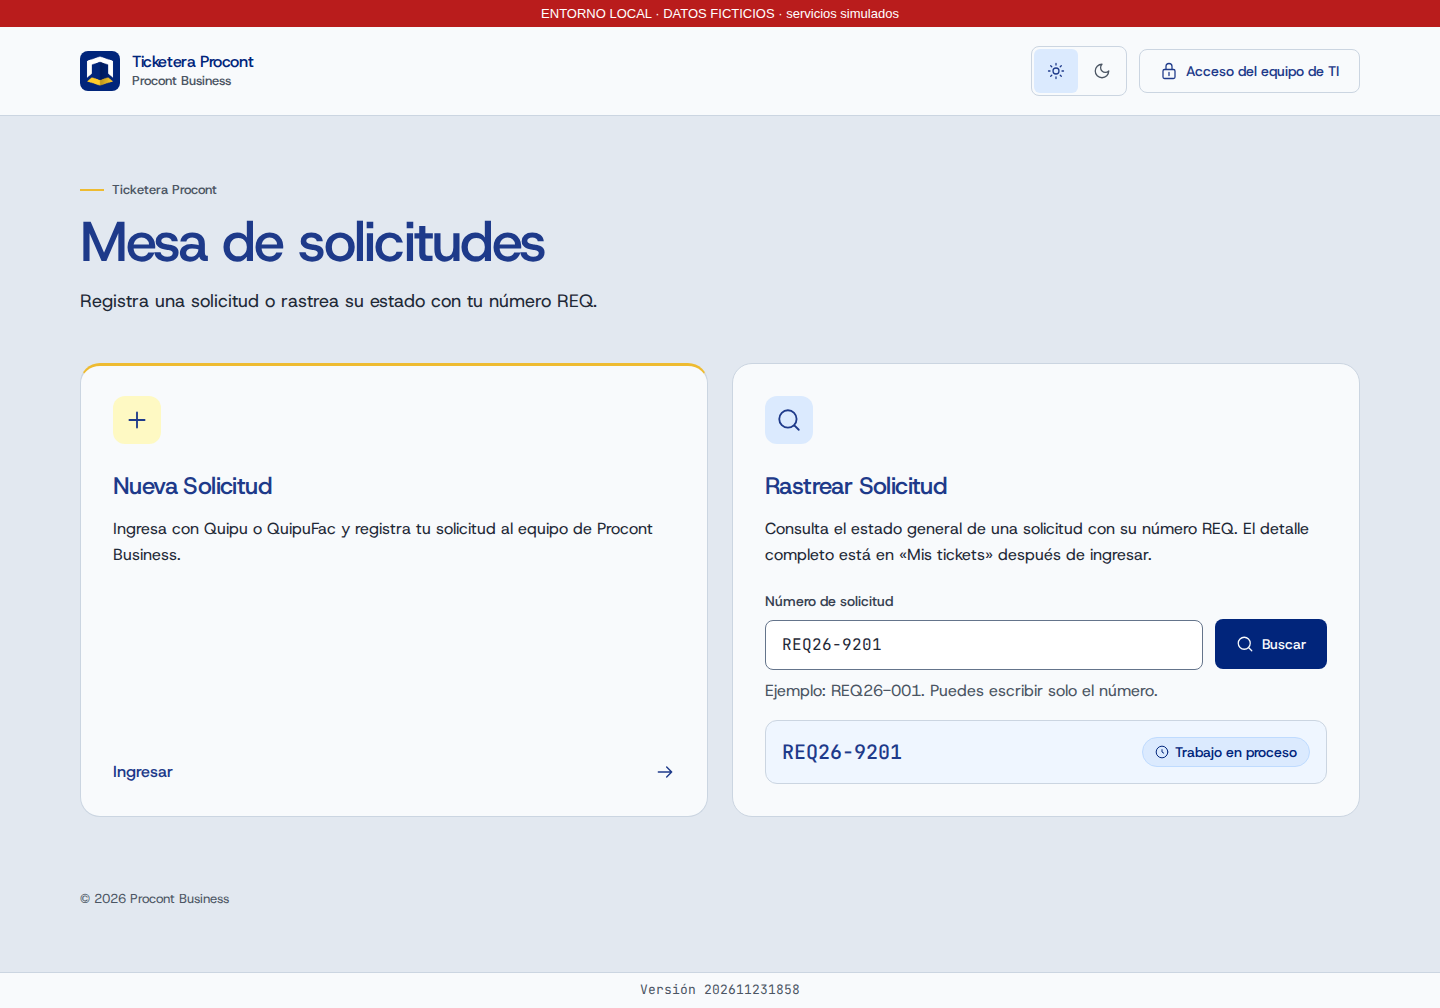 ENTORNO LOCAL · DATOS FICTICIOS · servicios simulados
Ticketera Procont
Procont Business
Acceso del equipo de TI
Ticketera Procont
Mesa de solicitudes
Registra una solicitud o rastrea su estado con tu número REQ.
Nueva Solicitud
Ingresa con Quipu o QuipuFac y registra tu solicitud al equipo de Procont
Business.
Ingresar
Rastrear Solicitud
Consulta el estado general de una solicitud con su número REQ. El detalle
completo está en «Mis tickets» después de ingresar.
Número de solicitud
REQ26-9201
Buscar
Ejemplo: REQ26-001. Puedes escribir solo el número.
REQ26-9201
Trabajo en proceso
© 2026 Procont Business
Versión 202611231858